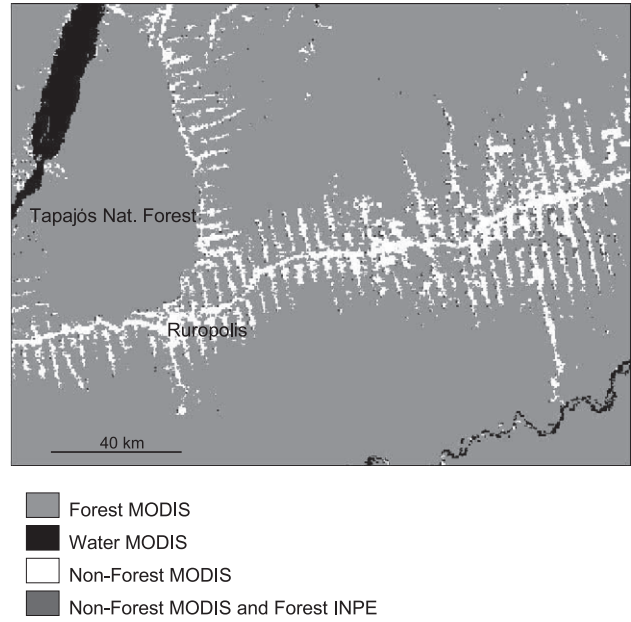 Tapajós Nat. Forest
Ruropolis
40 km
Forest MODIS
Water MODIS
Non-Forest MODIS
Non-Forest MODIS and Forest INPE